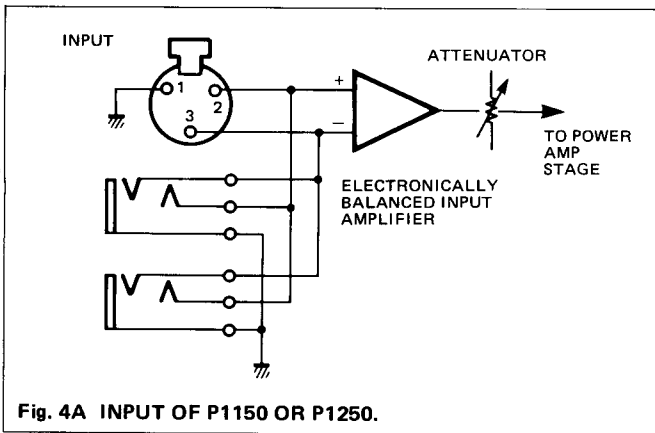 INPUT
1
2
3
+
−
ATTENUATOR
TO POWER
AMP
STAGE
ELECTRONICALLY
BALANCED INPUT
AMPLIFIER
Fig. 4A INPUT OF P1150 OR P1250.